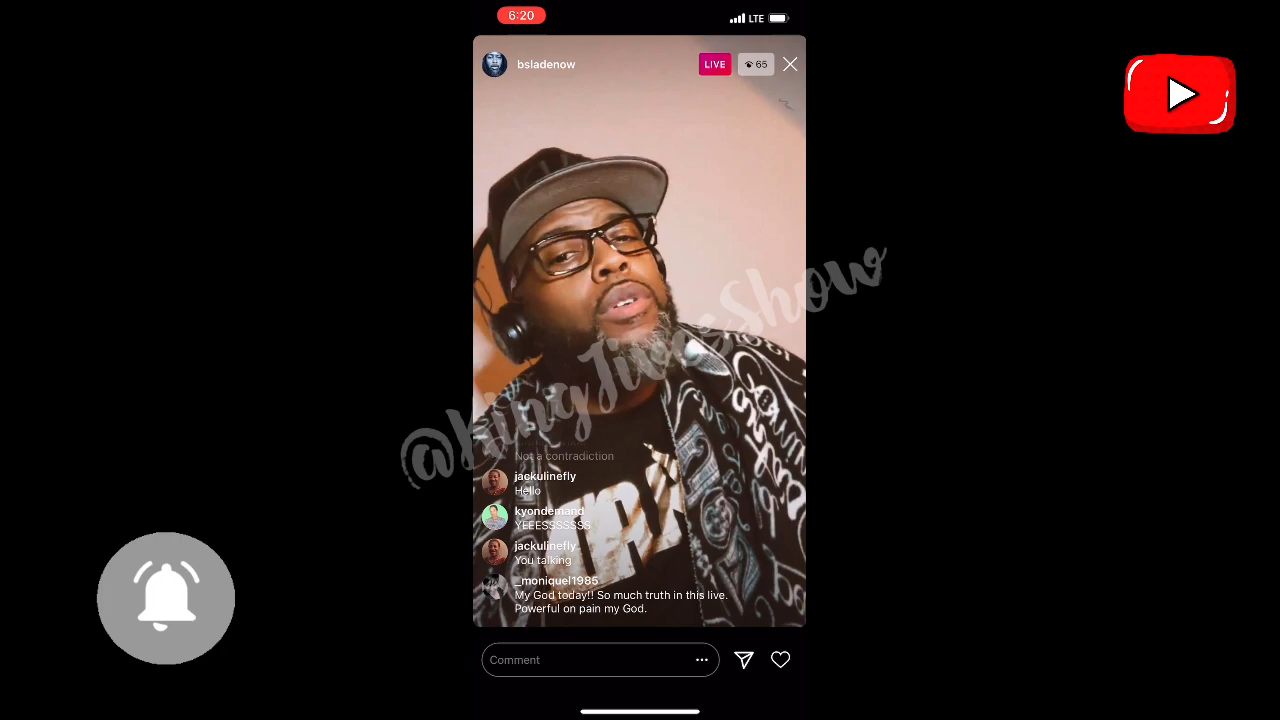 6:20
LTE
bsladenow
LIVE
65
@KingJivesShow
Not a contradiction
jackulinefly
Hello
kyondemand
YEEESSSSSSS
jackulinefly
You talking
_moniquel1985
My God today!! So much truth in this live.
Powerful on pain my God.
Comment